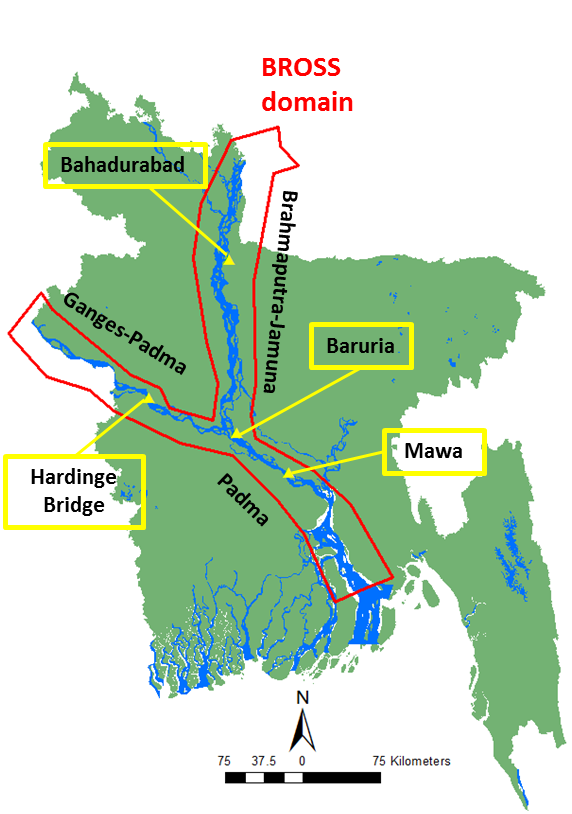 BROSS
domain
Bahadurabad
Brahmaputra-Jamuna
Ganges-Padma
Baruria
Mawa
Hardinge
Bridge
Padma
N
75 37.5 0 75 Kilometers